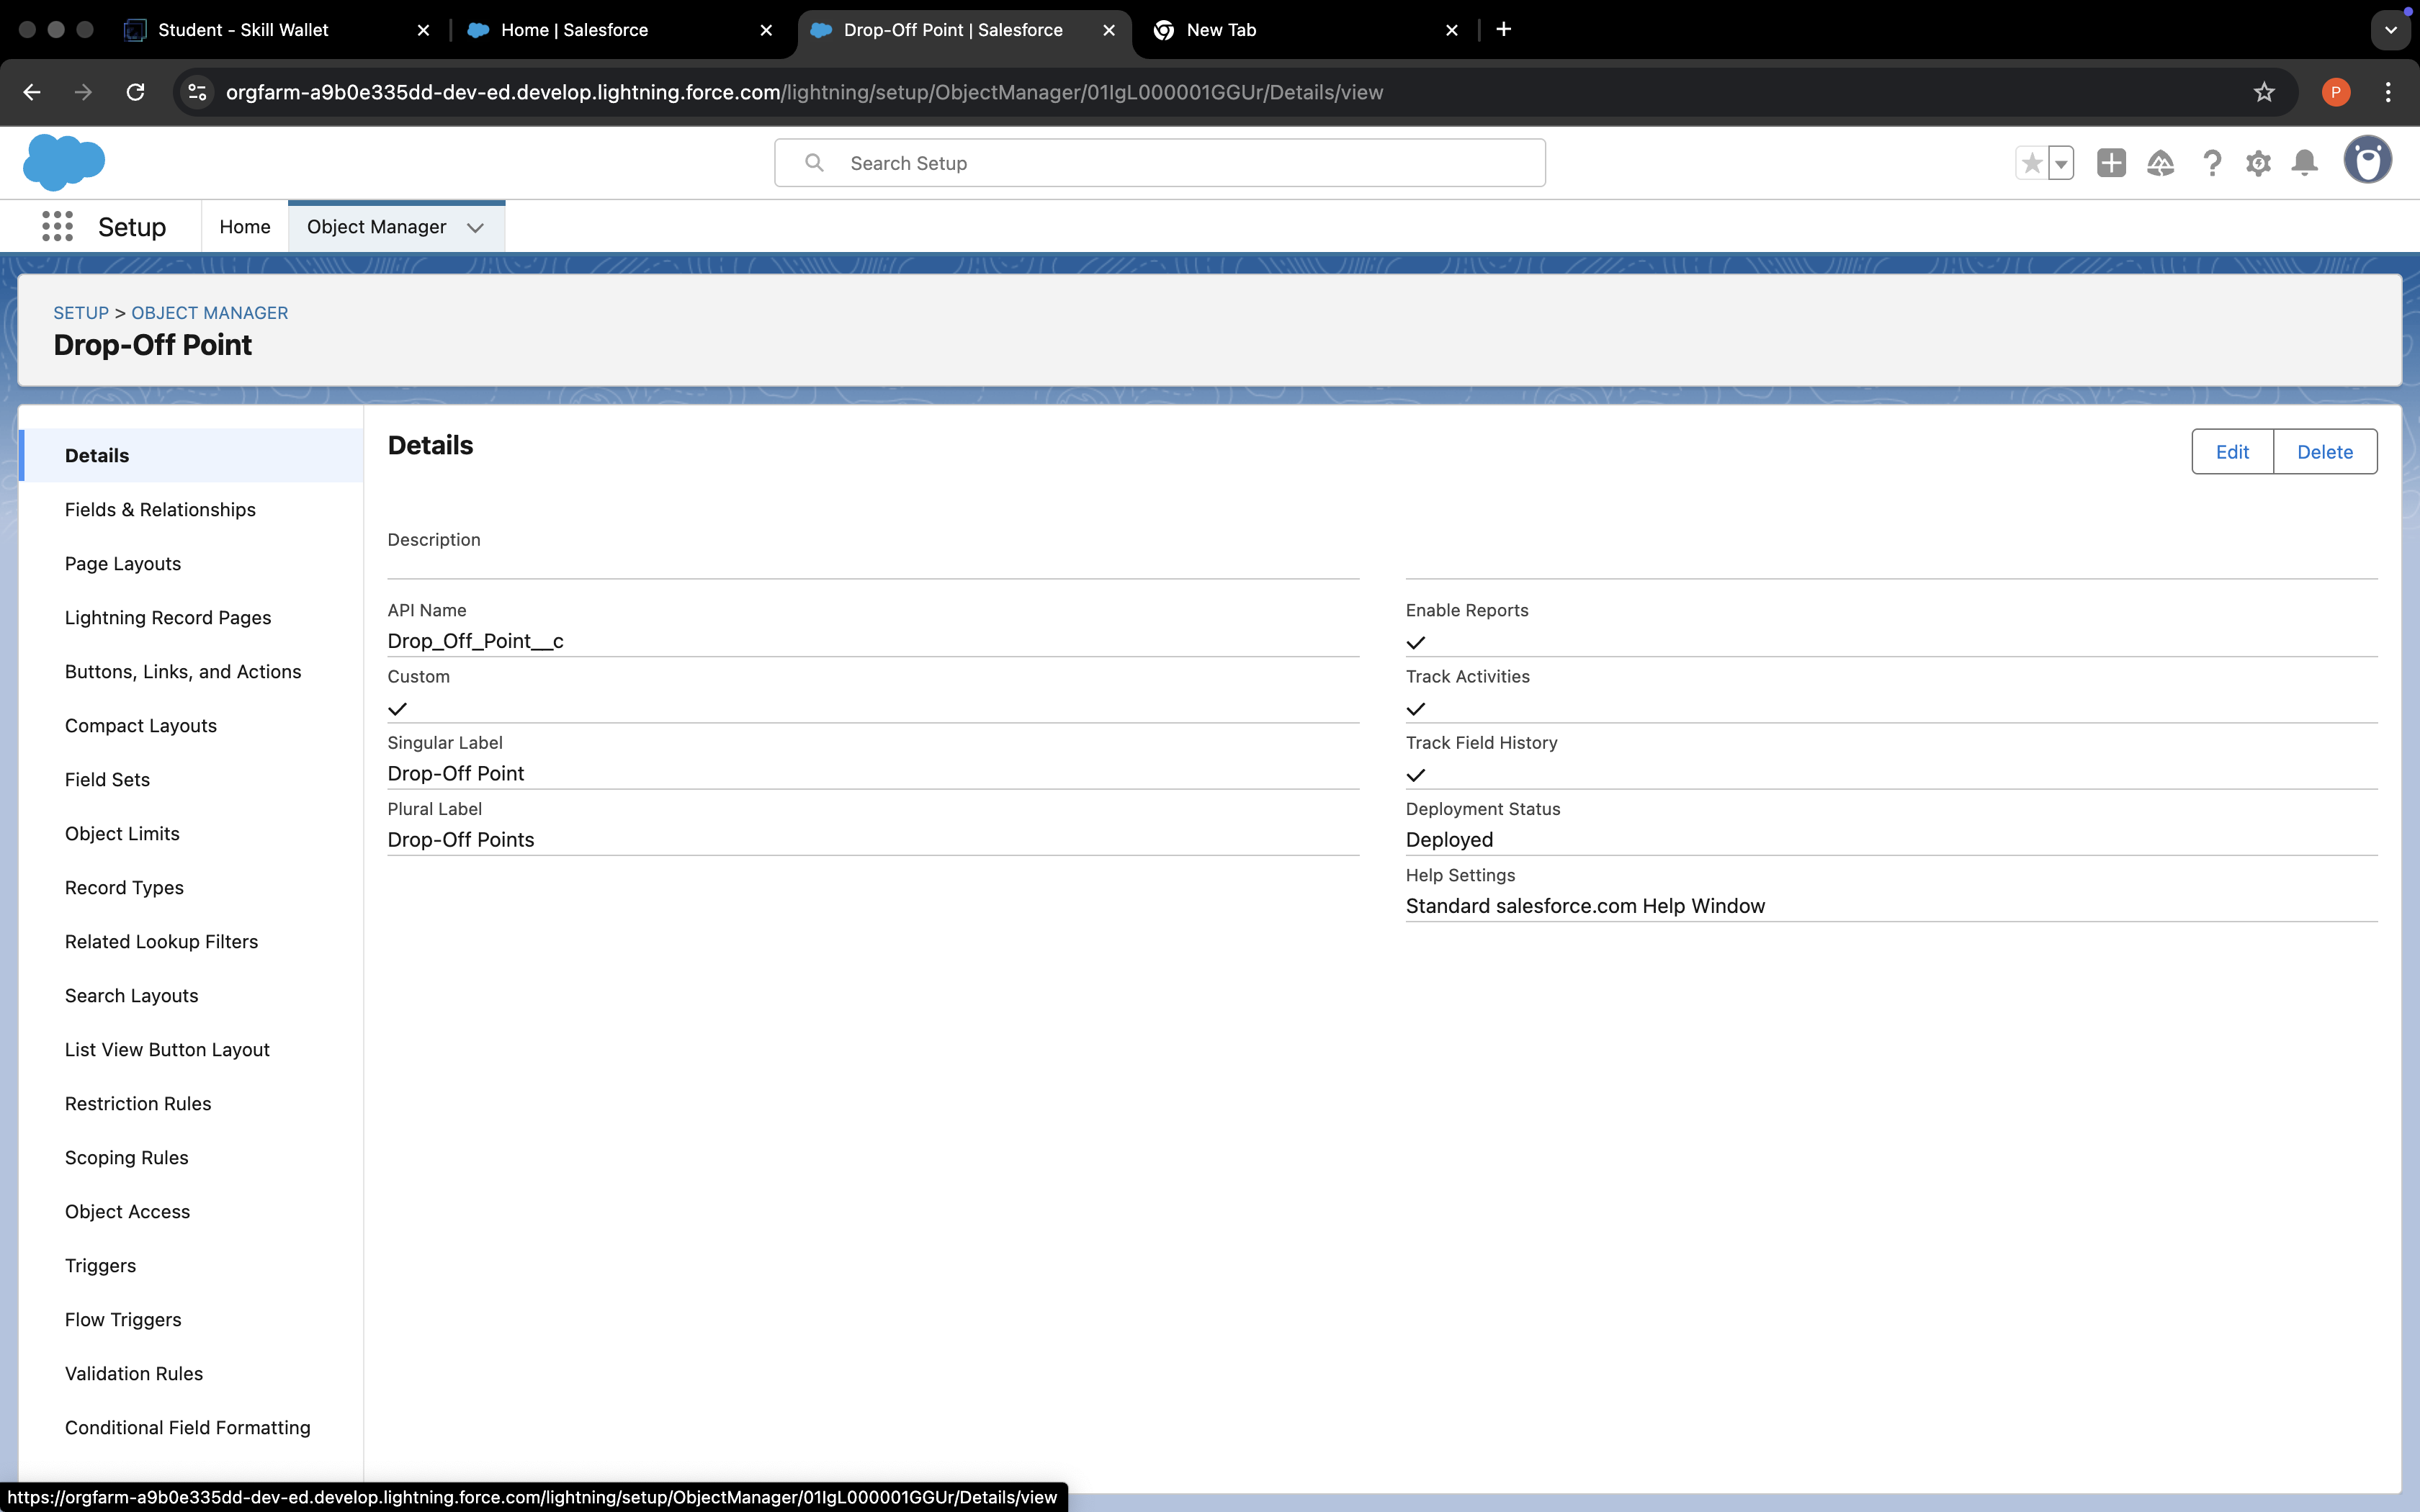 Student - Skill Wallet
Home | Salesforce
Drop-Off Point | Salesforce
New Tab
orgfarm-a9b0e335dd-dev-ed.develop.lightning.force.com/lightning/setup/ObjectManager/01IgL000001GGUr/Details/view
P
Search Setup
Setup
Home
Object Manager
SETUP > OBJECT MANAGER
Drop-Off Point
Details
Fields & Relationships
Page Layouts
Lightning Record Pages
Buttons, Links, and Actions
Compact Layouts
Field Sets
Object Limits
Record Types
Related Lookup Filters
Search Layouts
List View Button Layout
Restriction Rules
Scoping Rules
Object Access
Triggers
Flow Triggers
Validation Rules
Conditional Field Formatting
Details
Edit
Delete
Description
API Name
Drop_Off_Point__c
Custom
Singular Label
Drop-Off Point
Plural Label
Drop-Off Points
Enable Reports
Track Activities
Track Field History
Deployment Status
Deployed
Help Settings
Standard salesforce.com Help Window
https://orgfarm-a9b0e335dd-dev-ed.develop.lightning.force.com/lightning/setup/ObjectManager/01IgL000001GGUr/Details/view